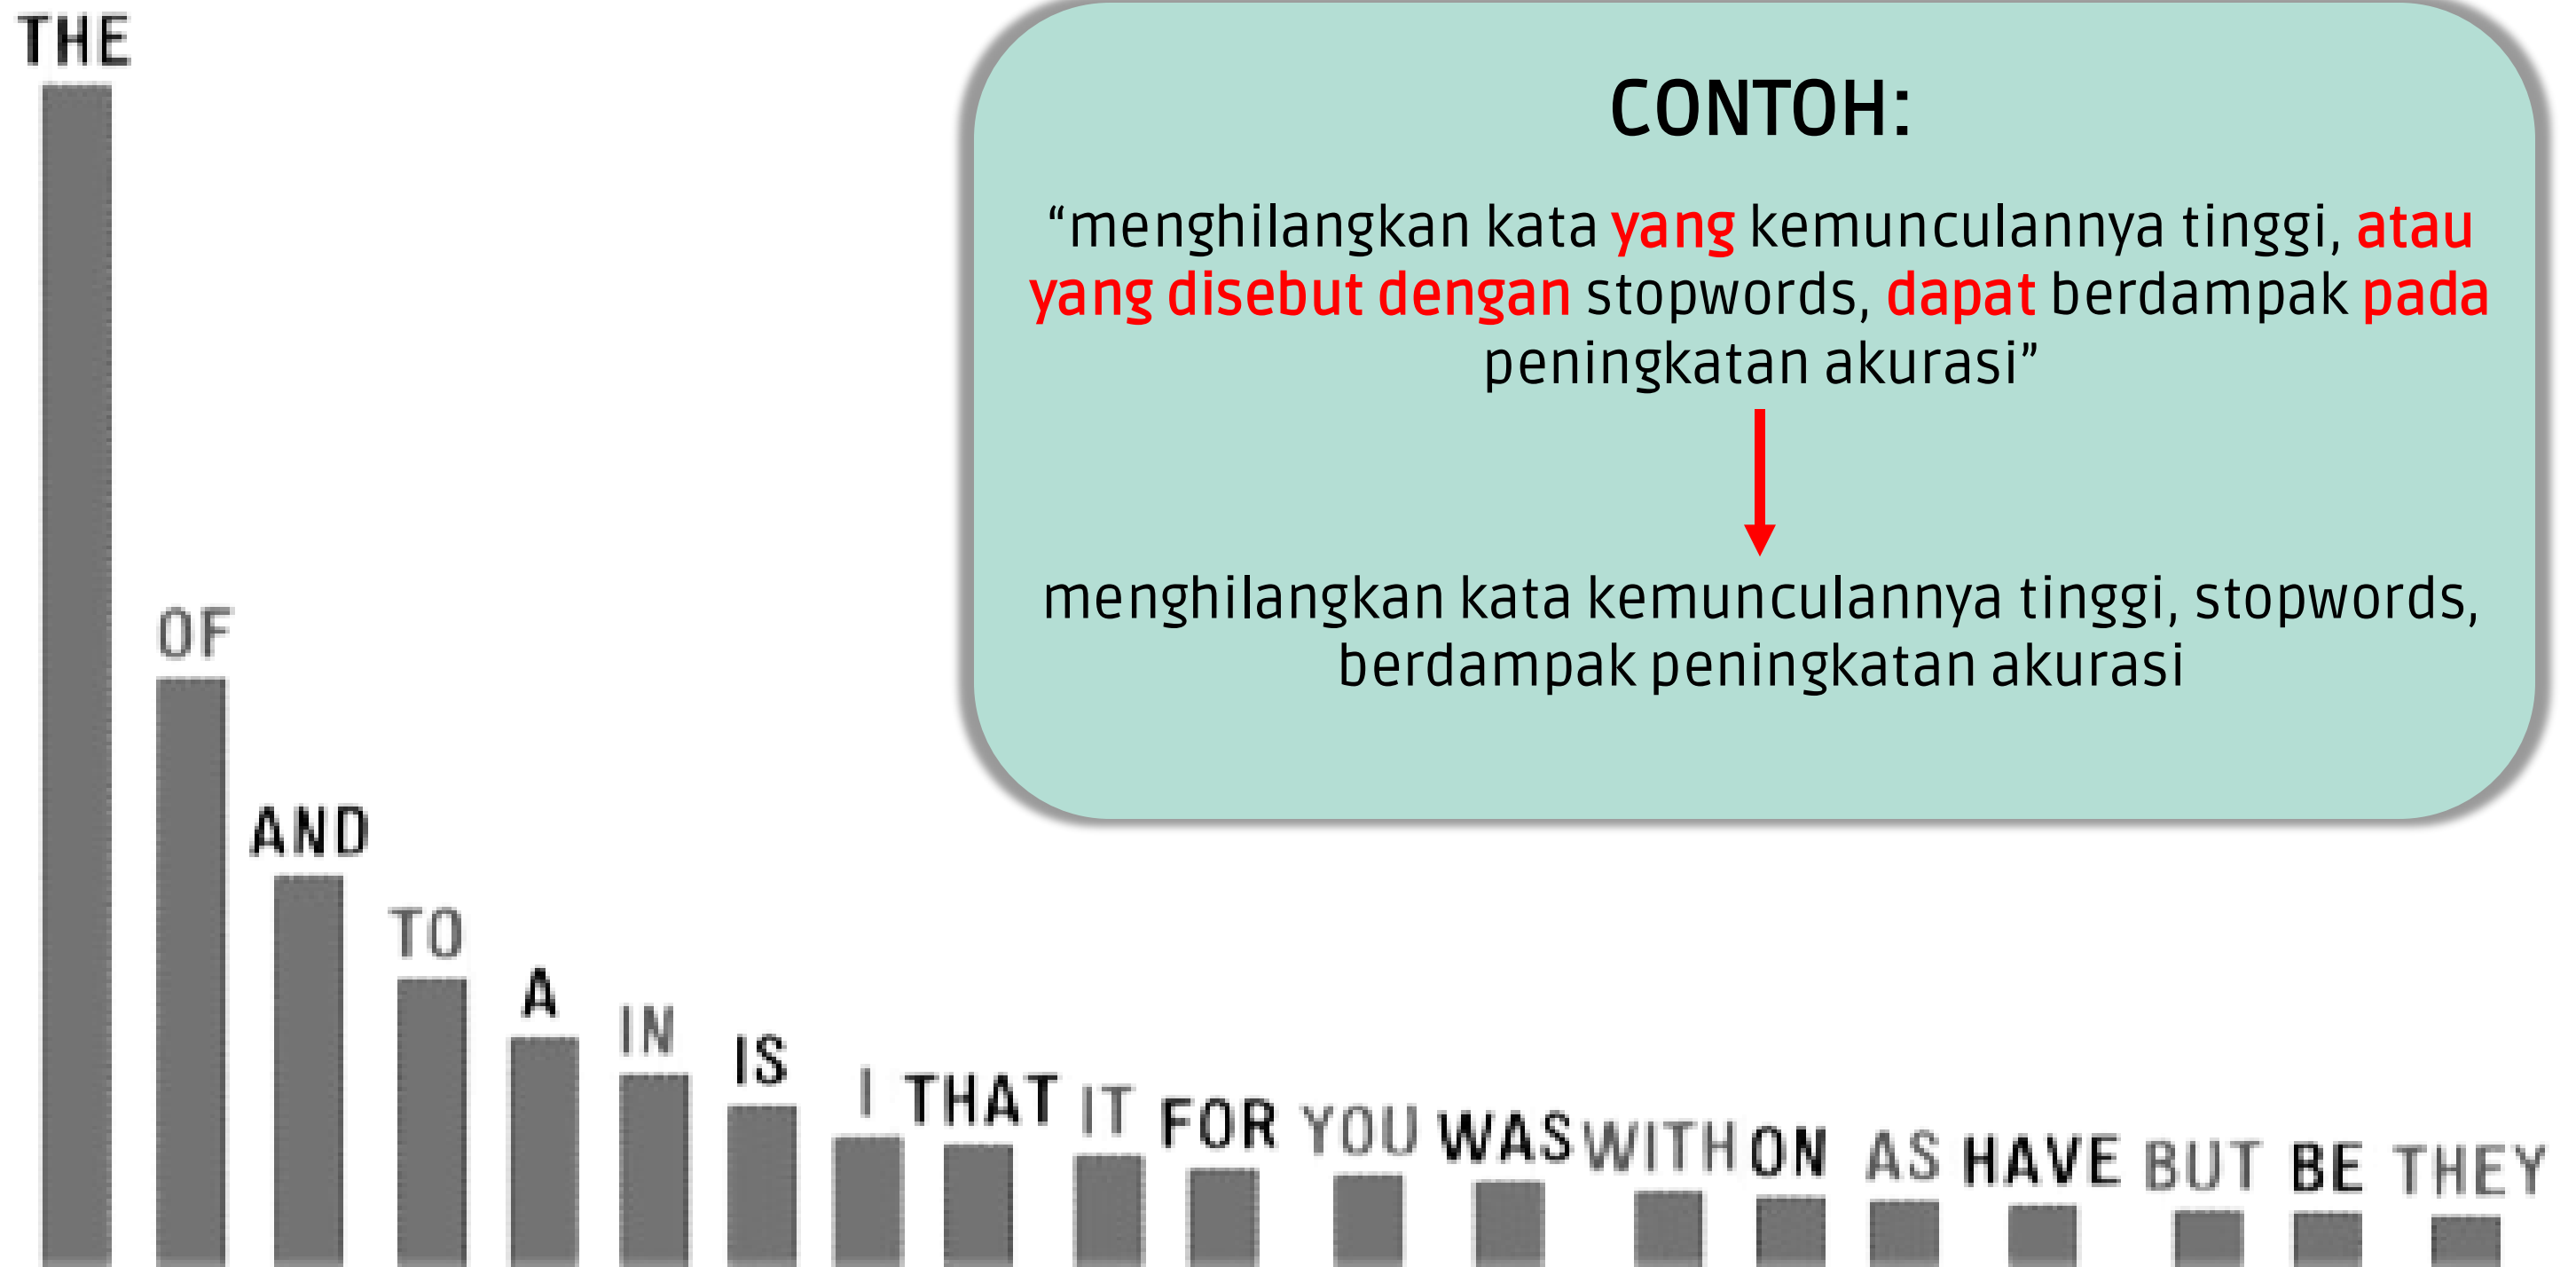 CONTOH:
“menghilangkan kata yang kemunculannya tinggi, atau
yang disebut dengan stopwords, dapat berdampak pada
peningkatan akurasi”
menghilangkan kata kemunculannya tinggi, stopwords,
berdampak peningkatan akurasi
THE
OF
AND
TO
A
IN
IS
I
THAT
IT
FOR
YOU
WAS
WITH
ON
AS
HAVE
BUT
BE
THEY